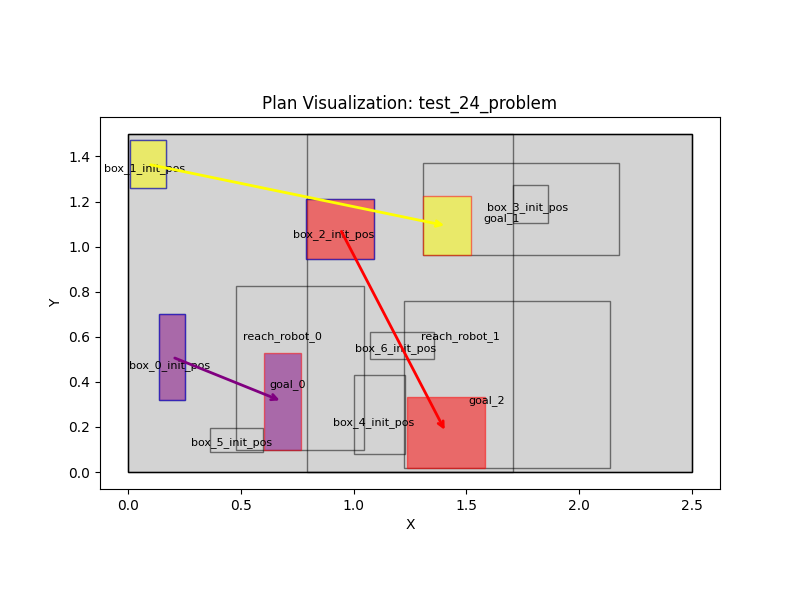 Plan Visualization: test_24_problem
1.4
1.2
1.0
0.8
0.6
0.4
0.2
0.0
Y
box_1_init_pos
box_3_init_pos
goal_1
box_2_init_pos
reach_robot_0
reach_robot_1
box_6_init_pos
box_0_init_pos
goal_0
goal_2
box_4_init_pos
box_5_init_pos
0.0 0.5 1.0 1.5 2.0 2.5
X